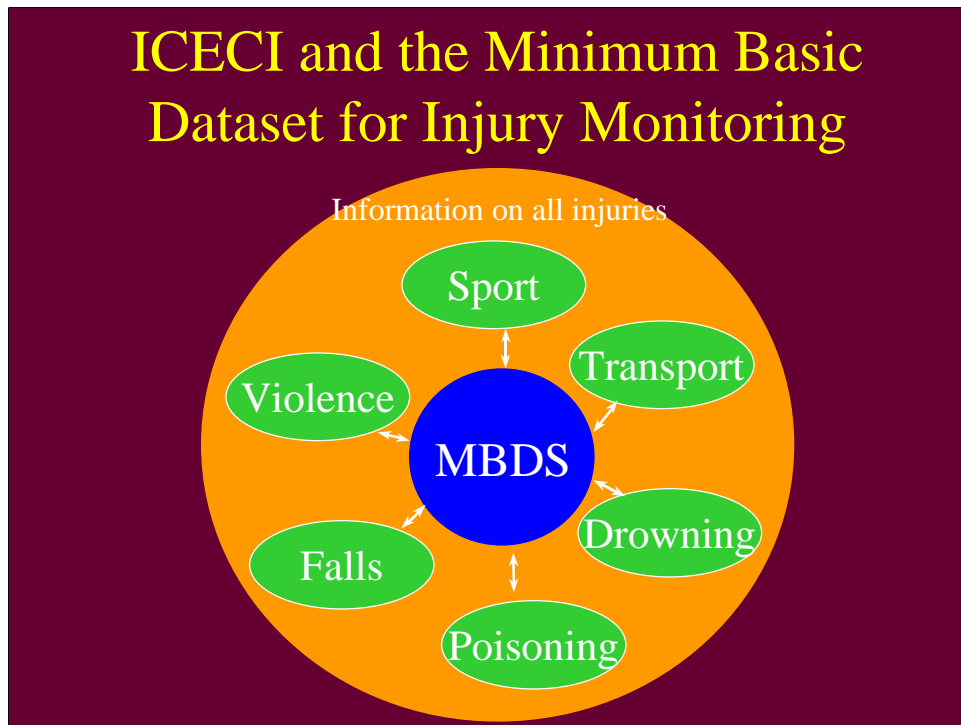 ICECI and the Minimum Basic
Dataset for Injury Monitoring
Information on all injuries
Sport
Transport
Violence
MBDS
Drowning
Falls
Poisoning